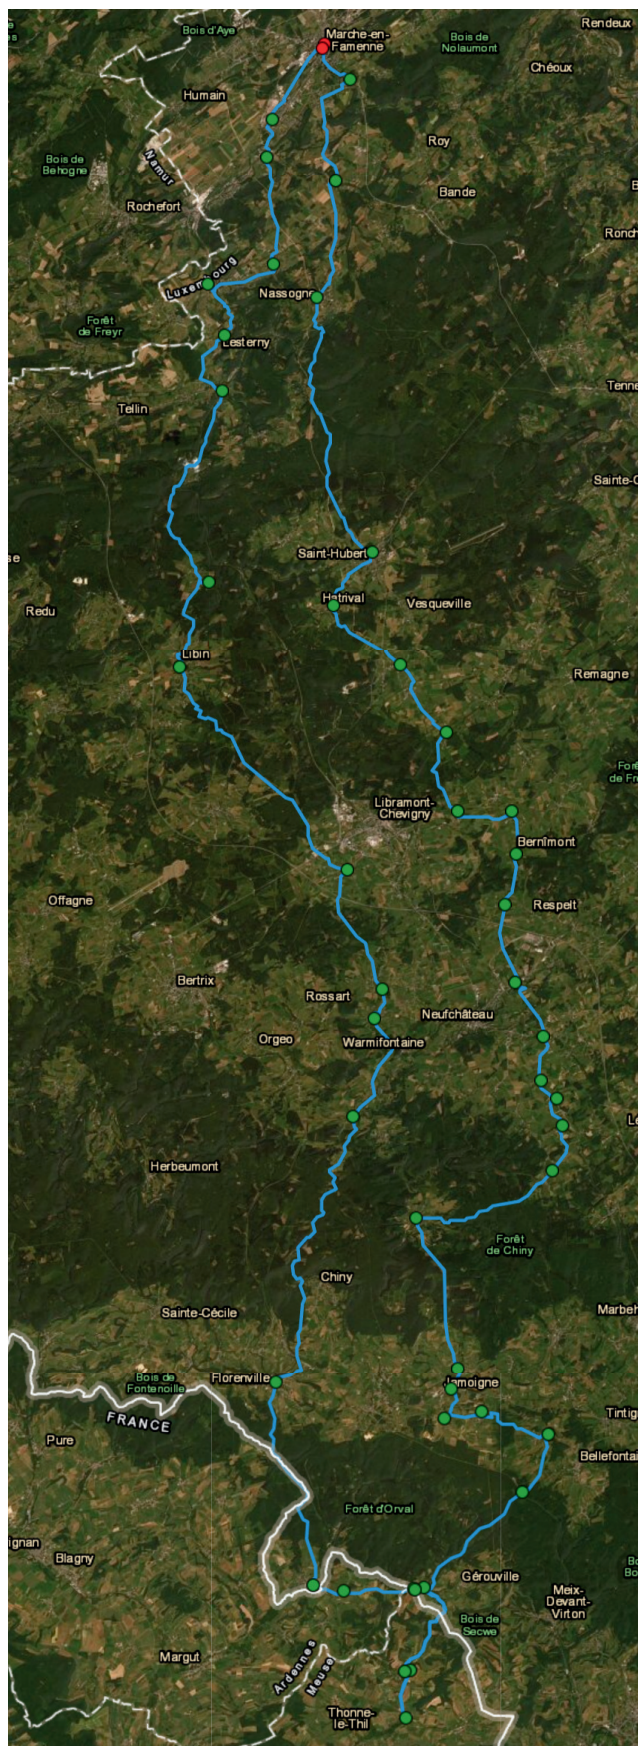 Rendeux
Bois d'Aye
Marche-en-
Famenne
Bois de
Nolaumont
Chéoux
Humain
Roy
Bois de
Behogne
Namur
Bande
Rochefort
Luxembourg
Nassogne
Forêt
de Freyr
Lesterny
Tellin
Saint-Hubert
Hatrival
Vesqueville
Redu
Libin
Remagne
Libramont-
Chevigny
Bernimont
Offagne
Respelt
Bertrix
Rossart
Neufchâteau
Orgeo
Warmifontaine
Herbeumont
Forêt
de Chiny
Chiny
Sainte-Cécile
Florenville
Bois de
Fontenoille
Jamoigne
FRANCE
Pure
Forêt d'Orval
Blagny
Gérouville
Meix-
Devant-
Virton
Bois de
Secwe
Margut
Ardennes
Meuse
Thonne-
le-Thil